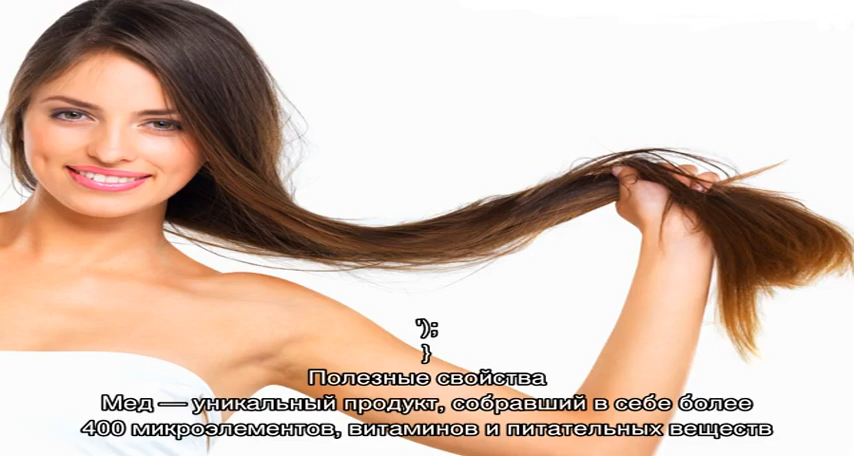 ');
}
Полезные свойства
Мед — уникальный продукт, собравший в себе более
400 микроэлементов, витаминов и питательных веществ